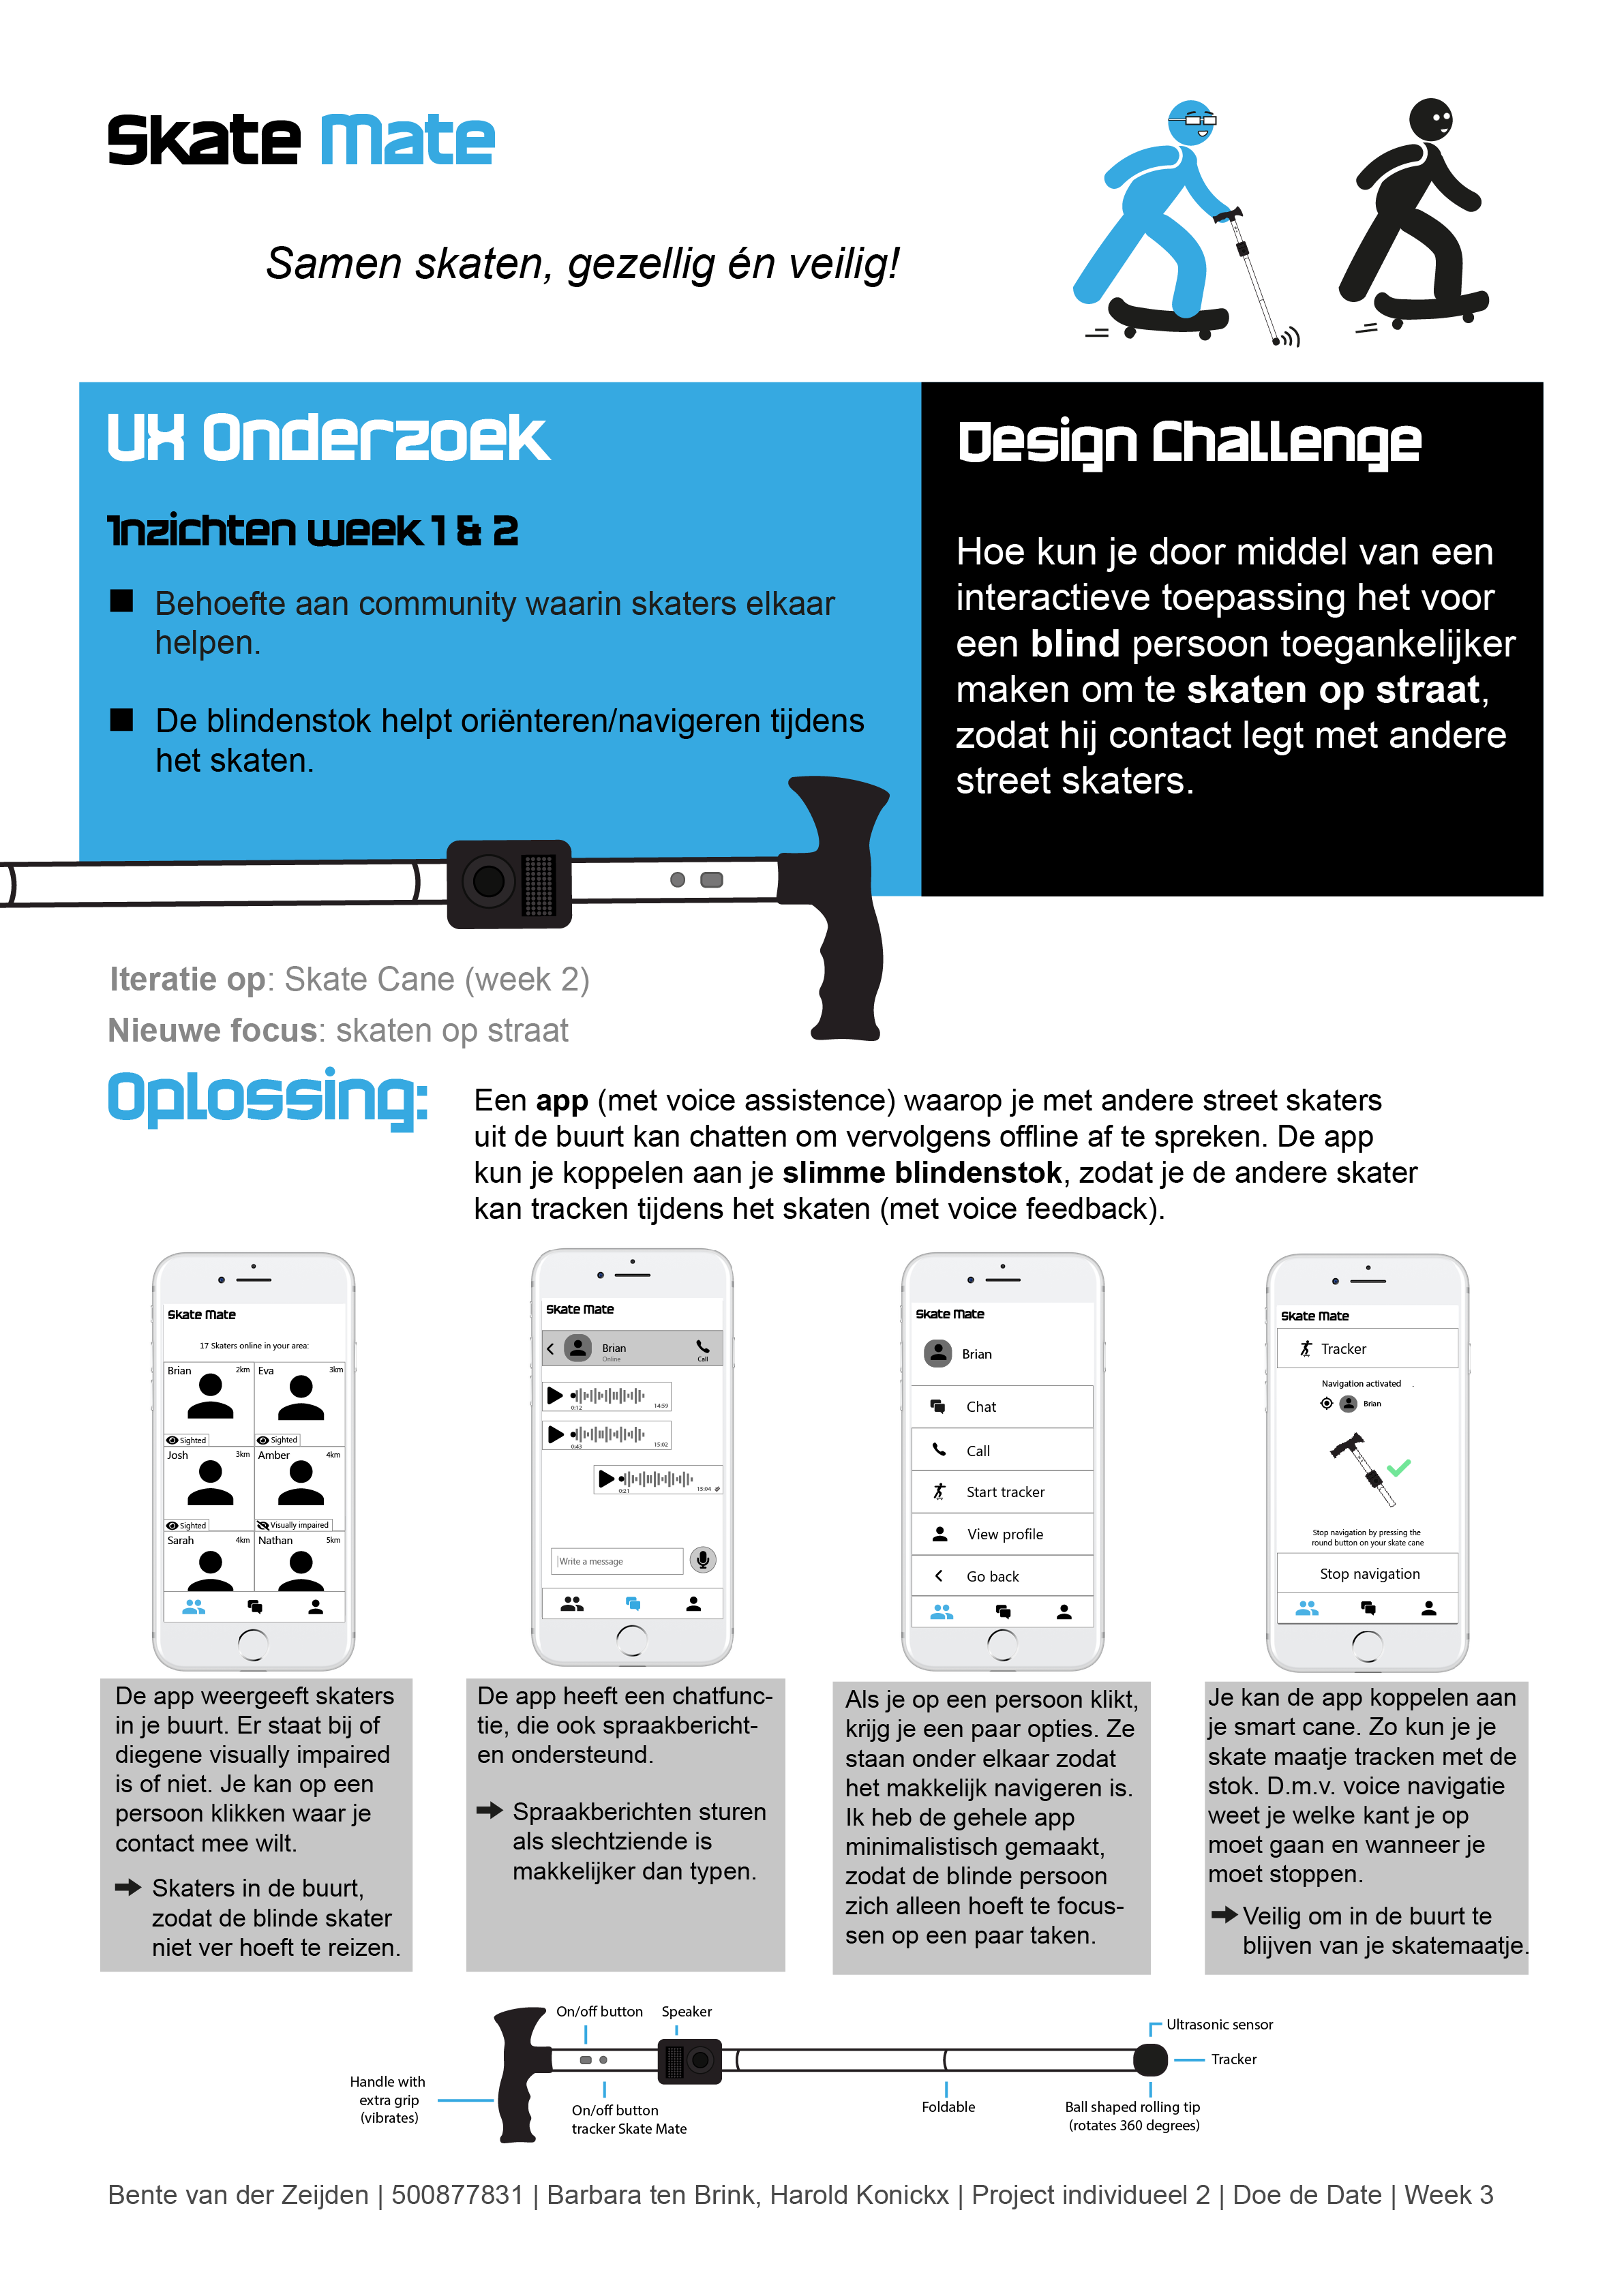 Skate Mate
Samen skaten, gezellig én veilig!
UX Onderzoek
Inzichten week 1 & 2
Behoefte aan community waarin skaters elkaar
helpen.
De blindenstok helpt oriënteren/navigeren tijdens
het skaten.
Design Challenge
Hoe kun je door middel van een
interactieve toepassing het voor
een blind persoon toegankelijker
maken om te skaten op straat,
zodat hij contact legt met andere
street skaters.
Iteratie op: Skate Cane (week 2)
Nieuwe focus: skaten op straat
Oplossing:
Een app (met voice assistence) waarop je met andere street skaters
uit de buurt kan chatten om vervolgens offline af te spreken. De app
kun je koppelen aan je slimme blindenstok, zodat je de andere skater
kan tracken tijdens het skaten (met voice feedback).
Skate Mate
17 Skaters online in your area:
Brian 2km Eva 3km
Sighted Sighted
Josh 3km Amber 4km
Sighted Visually impaired
Sarah 4km Nathan 5km
Skate Mate
Brian
Online
Call
0:12 14:59
0:43 15:02
0:21 15:04
Write a message
Skate Mate
Brian
Chat
Call
Start tracker
View profile
Go back
Skate Mate
Tracker
Navigation activated
Brian
Stop navigation by pressing the
round button on your skate cane
Stop navigation
De app weergeeft skaters
in je buurt. Er staat bij of
diegene visually impaired
is of niet. Je kan op een
persoon klikken waar je
contact mee wilt.
Skaters in de buurt,
zodat de blinde skater
niet ver hoeft te reizen.
De app heeft een chatfunc-
tie, die ook spraakbericht-
en ondersteund.
Spraakberichten sturen
als slechtziende is
makkelijker dan typen.
Als je op een persoon klikt,
krijg je een paar opties. Ze
staan onder elkaar zodat
het makkelijk navigeren is.
Ik heb de gehele app
minimalistisch gemaakt,
zodat de blinde persoon
zich alleen hoeft te focus-
sen op een paar taken.
Je kan de app koppelen aan
je smart cane. Zo kun je je
skate maatje tracken met de
stok. D.m.v. voice navigatie
weet je welke kant je op
moet gaan en wanneer je
moet stoppen.
Veilig om in de buurt te
blijven van je skatemaatje.
On/off button
Speaker
Ultrasonic sensor
Tracker
Handle with
extra grip
(vibrates)
On/off button
tracker Skate Mate
Foldable
Ball shaped rolling tip
(rotates 360 degrees)
Bente van der Zeijden | 500877831 | Barbara ten Brink, Harold Konickx | Project individueel 2 | Doe de Date | Week 3